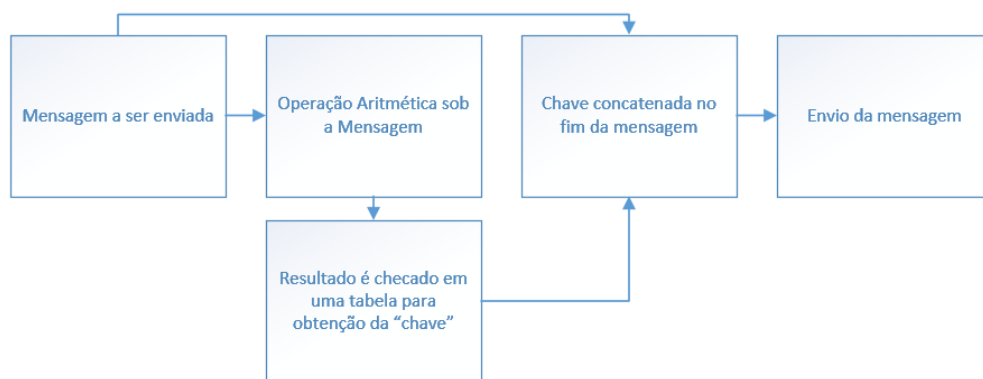 Mensagem a ser enviada
Operação Aritmética sob
a Mensagem
Chave concatenada no
fim da mensagem
Envio da mensagem
Resultado é checado em
uma tabela para
obtenção da “chave”